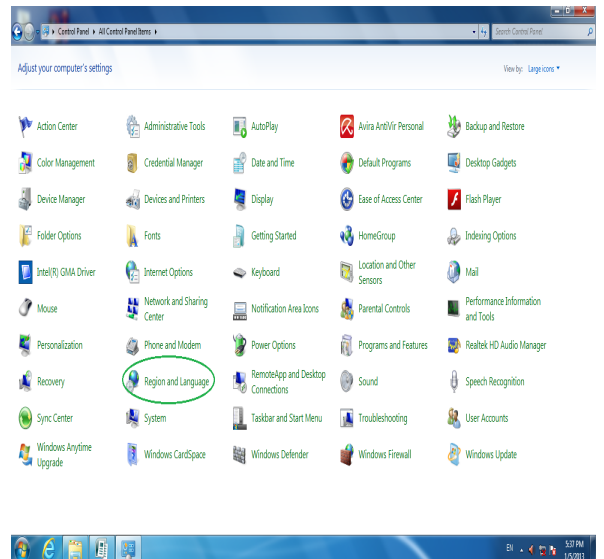 Control Panel All Control Panel Items
Search Control Panel
Adjust your computer's settings
View by: Large icons
Action Center
Administrative Tools
AutoPlay
Avira AntiVir Personal
Backup and Restore
Color Management
Credential Manager
Date and Time
Default Programs
Desktop Gadgets
Device Manager
Devices and Printers
Display
Ease of Access Center
Flash Player
Folder Options
Fonts
Getting Started
HomeGroup
Indexing Options
Intel(R) GMA Driver
Internet Options
Keyboard
Location and Other
Sensors
Mail
Mouse
Network and Sharing
Center
Notification Area Icons
Parental Controls
Performance Information
and Tools
Personalization
Phone and Modem
Power Options
Programs and Features
Realtek HD Audio Manager
Recovery
Region and Language
RemoteApp and Desktop
Connections
Sound
Speech Recognition
Sync Center
System
Taskbar and Start Menu
Troubleshooting
User Accounts
Windows Anytime
Upgrade
Windows CardSpace
Windows Defender
Windows Firewall
Windows Update
EN
5:37 PM
1/5/2013